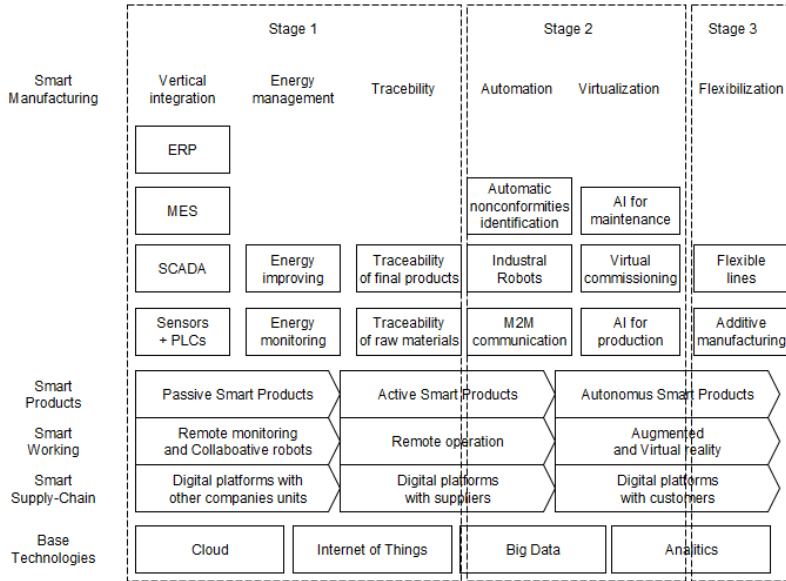 Stage 1
Stage 2
Stage 3
Smart
Manufacturing
Vertical
integration
Energy
management
Tracebility
Automation
Virtualization
Flexibilization
ERP
MES
Automatic
nonconformities
identification
AI for
maintenance
SCADA
Energy
improving
Traceability
of final products
Industral
Robots
Virtual
commissioning
Flexible
lines
Sensors
+ PLCs
Energy
monitoring
Traceability
of raw materials
M2M
communication
AI for
production
Additive
manufacturing
Smart
Products
Passive Smart Products
Active Smart Products
Autonomus Smart Products
Smart
Working
Remote monitoring
and Collaboative robots
Remote operation
Augmented
and Virtual reality
Smart
Supply-Chain
Digital platforms with
other companies units
Digital platforms
with suppliers
Digital platforms
with customers
Base
Technologies
Cloud
Internet of Things
Big Data
Analitics